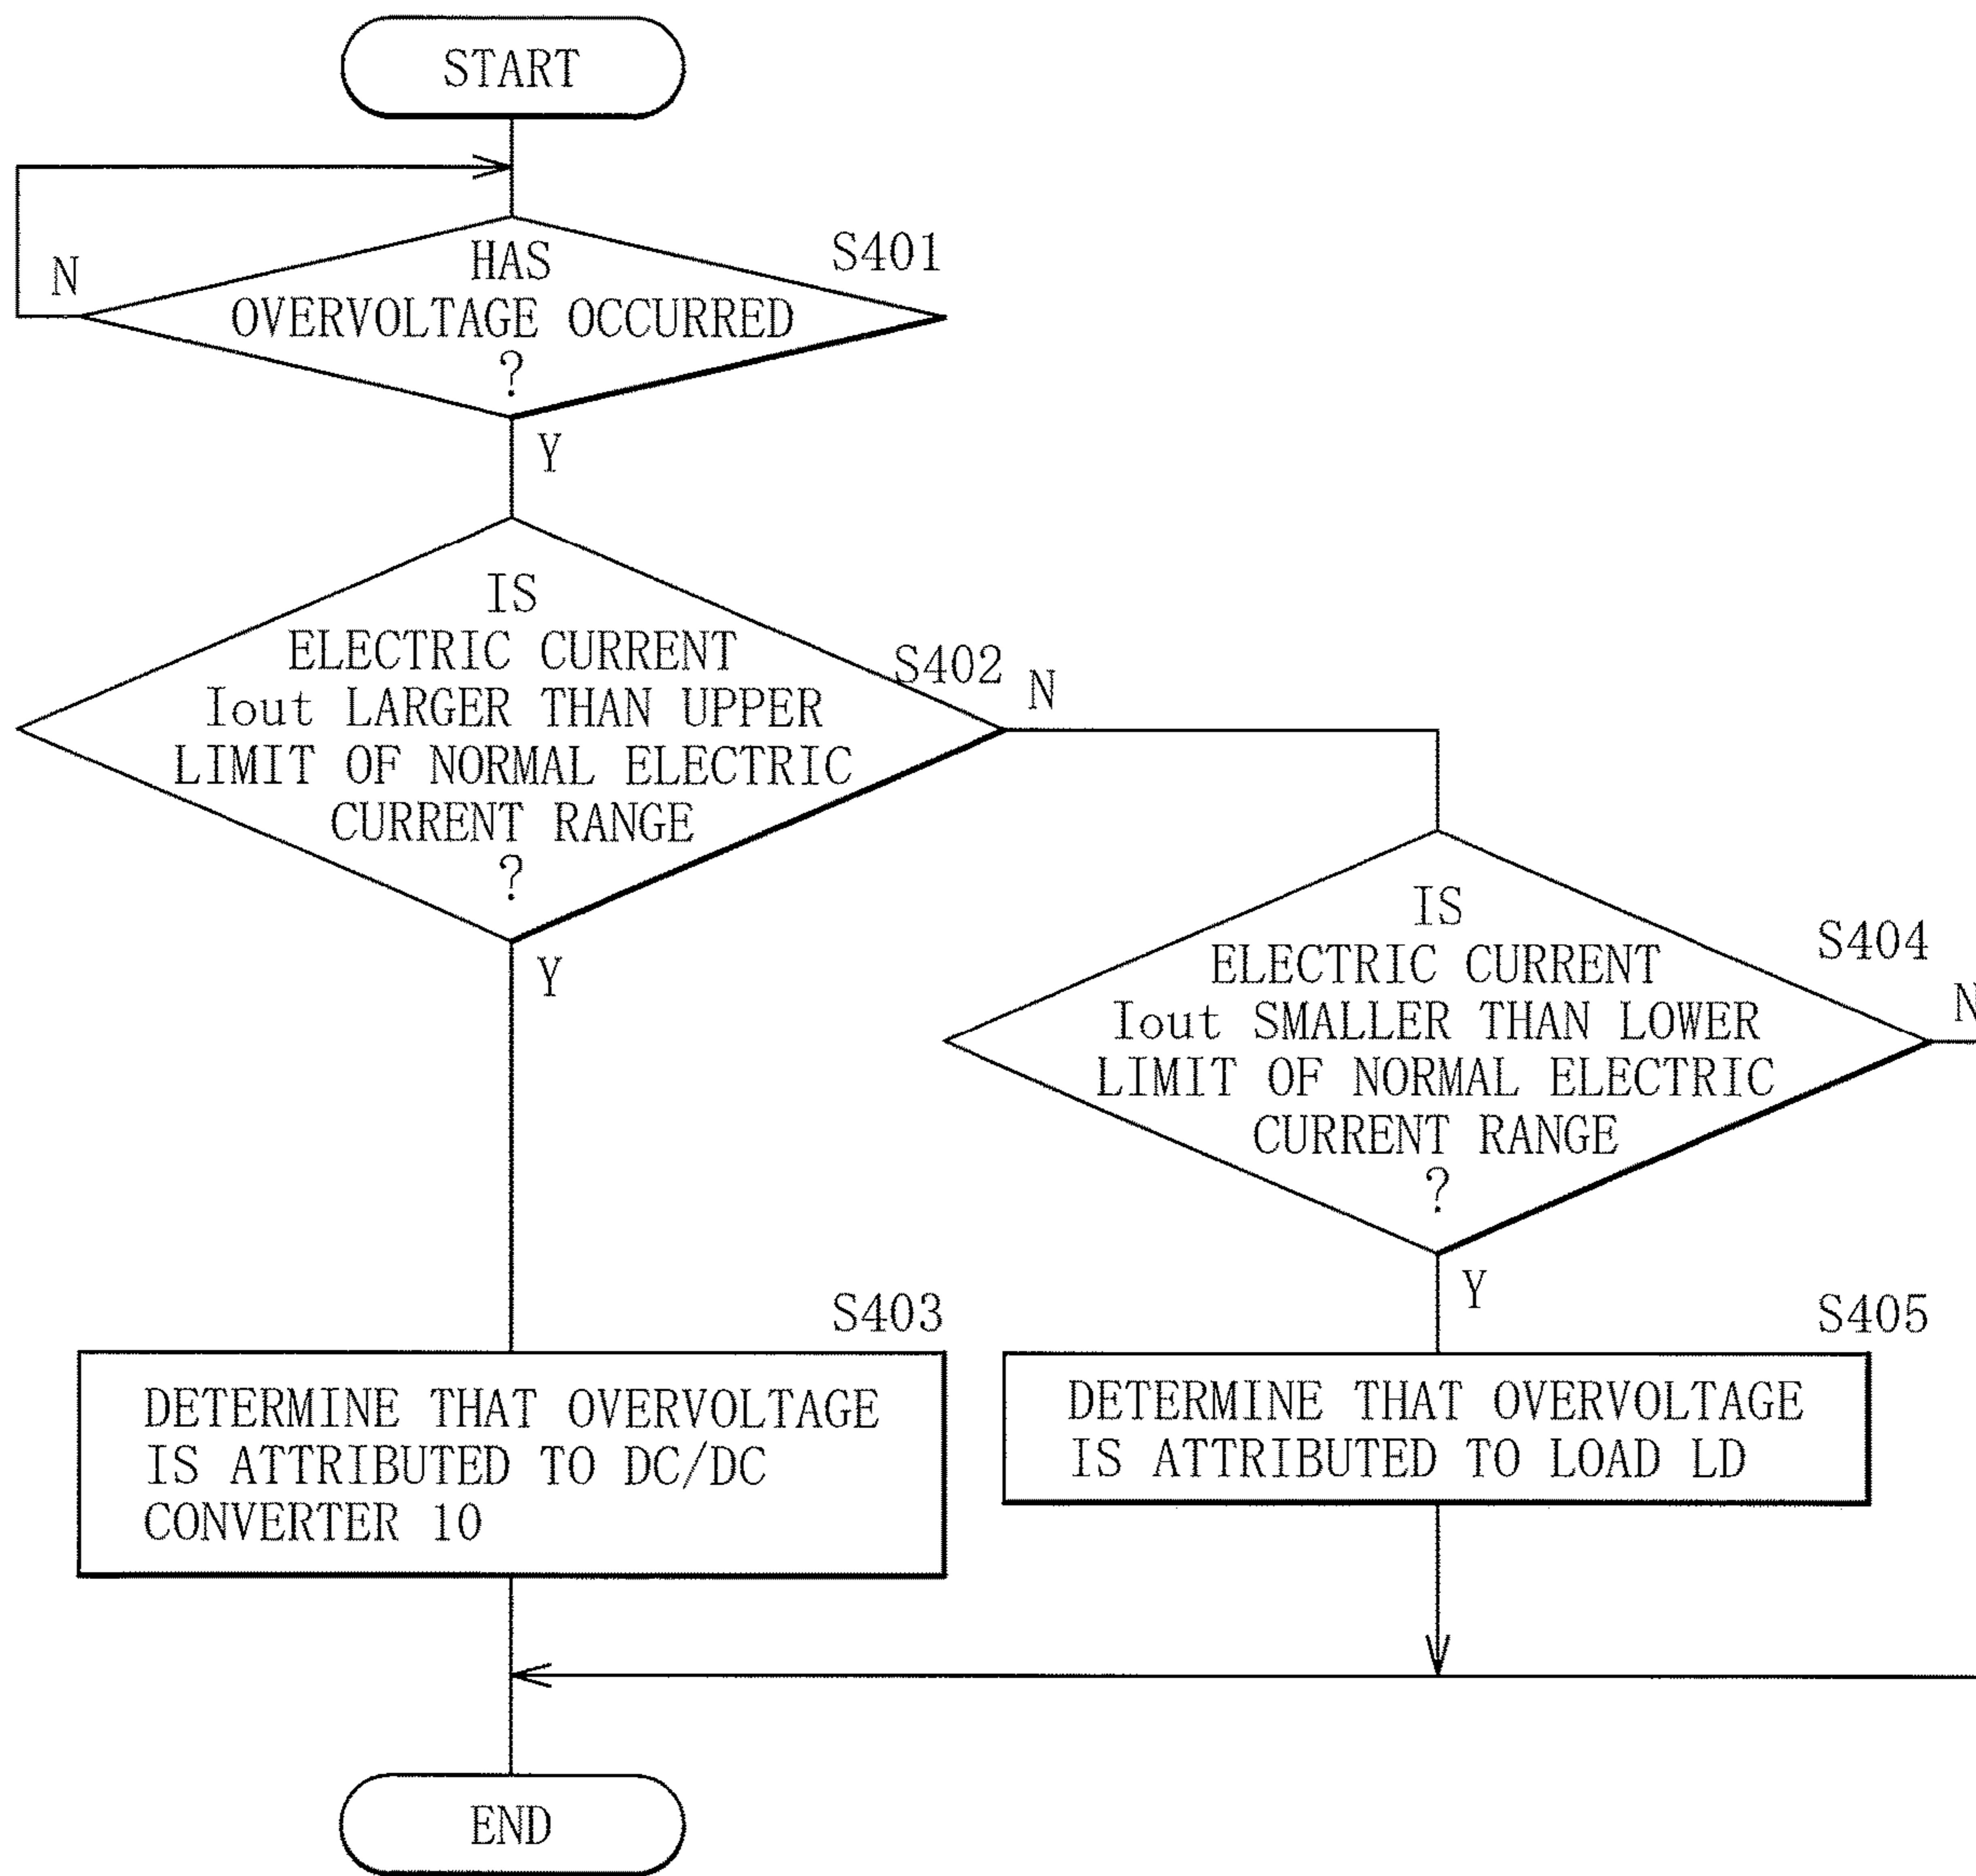 START
N
S401
HAS
OVERVOLTAGE OCCURRED
?
Y
IS
ELECTRIC CURRENT
Iout LARGER THAN UPPER
LIMIT OF NORMAL ELECTRIC
CURRENT RANGE
?
S402
N
Y
IS
ELECTRIC CURRENT
Iout SMALLER THAN LOWER
LIMIT OF NORMAL ELECTRIC
CURRENT RANGE
?
S404
N
Y
S403
DETERMINE THAT OVERVOLTAGE
IS ATTRIBUTED TO DC/DC
CONVERTER 10
S405
DETERMINE THAT OVERVOLTAGE
IS ATTRIBUTED TO LOAD LD
END